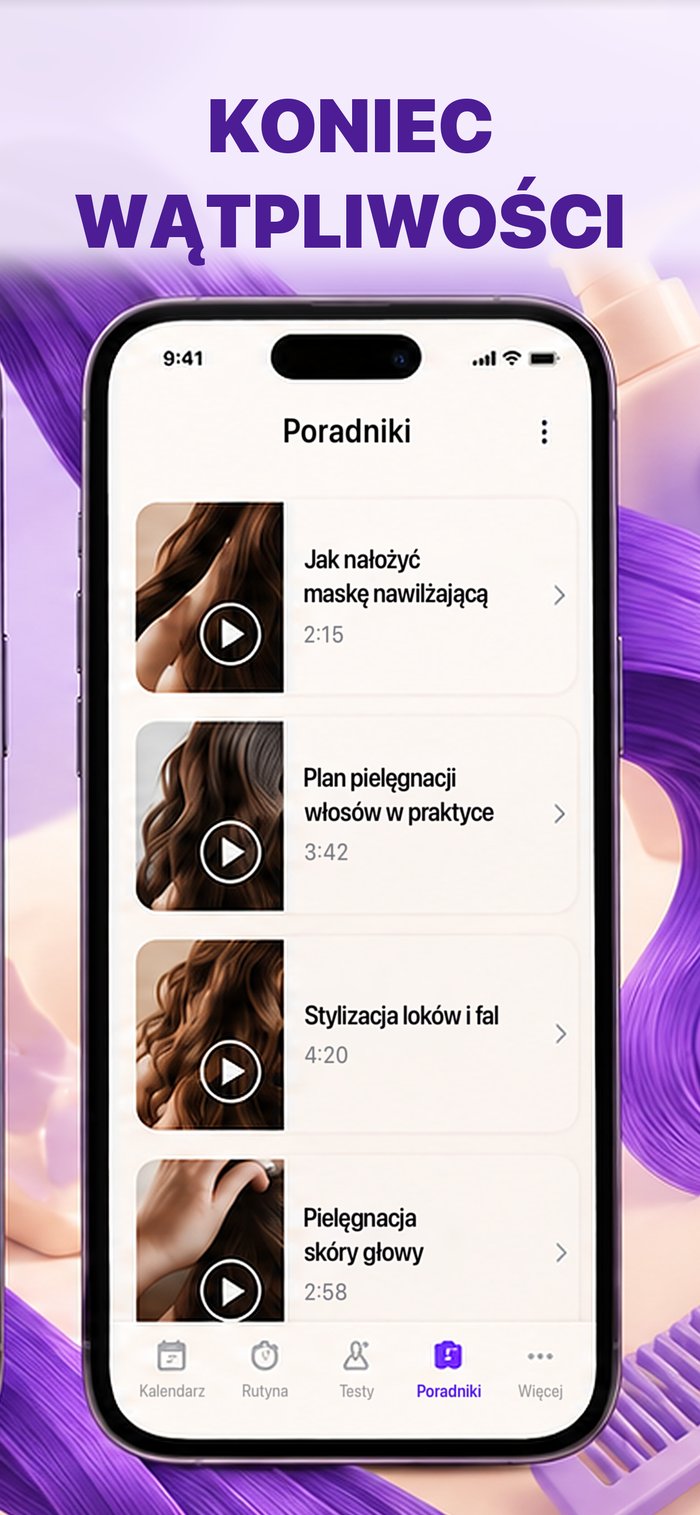 KONIEC
WĄTPLIWOŚCI
9:41
Poradniki
Jak nałożyć
maskę nawilżającą
2:15
Plan pielęgnacji
włosów w praktyce
3:42
Stylizacja loków i fal
4:20
Pielęgnacja
skóry głowy
2:58
Kalendarz
Rutyna
Testy
Poradniki
Więcej